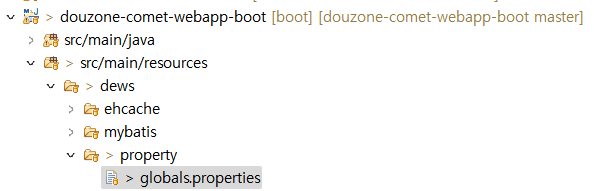 > douzone-comet-webapp-boot [boot] [douzone-comet-webapp-boot master]
src/main/java
> src/main/resources
> dews
ehcache
mybatis
> property
> globals.properties